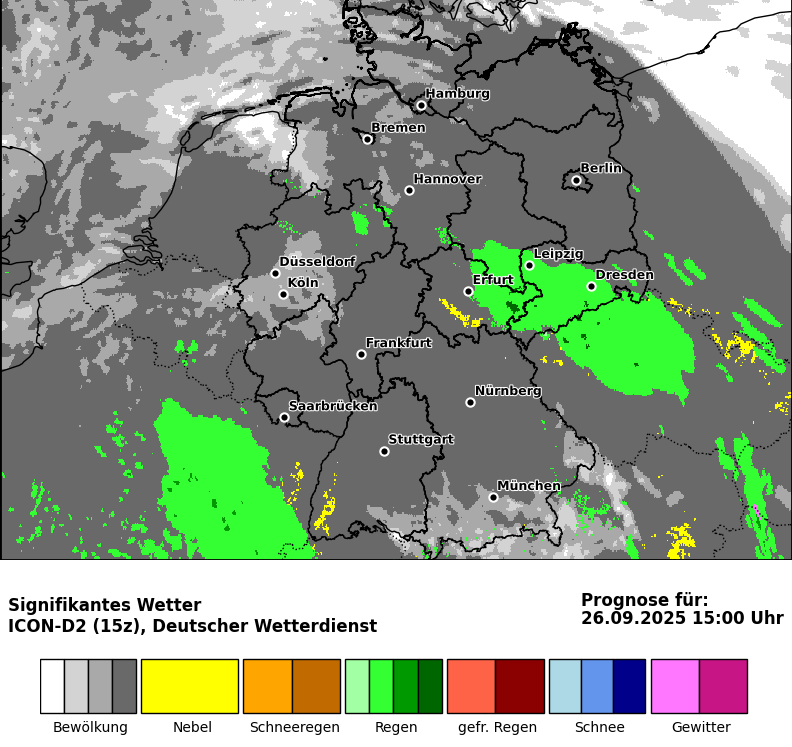 Hamburg
Bremen
Berlin
Hannover
Leipzig
Düsseldorf
Dresden
Köln
Erfurt
Frankfurt
Nürnberg
Saarbrücken
Stuttgart
München
Signifikantes Wetter
ICON-D2 (15z), Deutscher Wetterdienst
Prognose für:
26.09.2025 15:00 Uhr
Bewölkung Nebel Schneeregen Regen gefr. Regen Schnee Gewitter